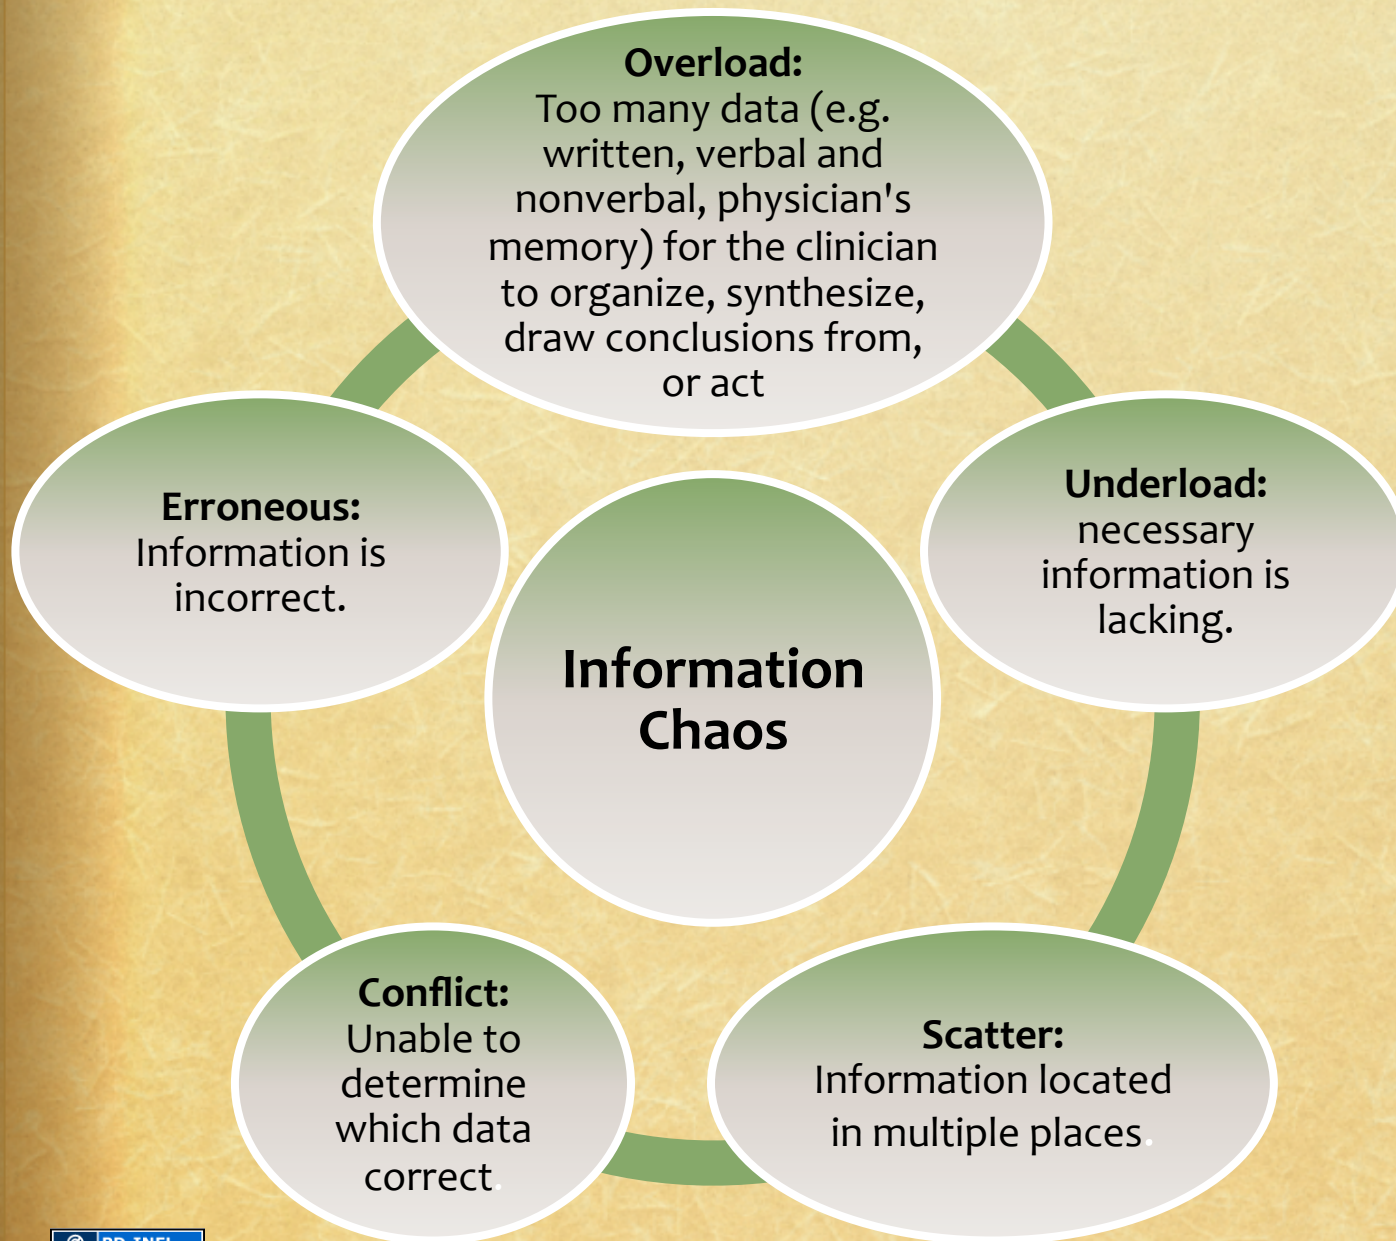 Overload:
Too many data (e.g.
written, verbal and
nonverbal, physician's
memory) for the clinician
to organize, synthesize,
draw conclusions from,
or act
Underload:
necessary
information is
lacking.
Scatter:
Information located
in multiple places.
Conflict:
Unable to
determine
which data
correct.
Erroneous:
Information is
incorrect.
Information
Chaos